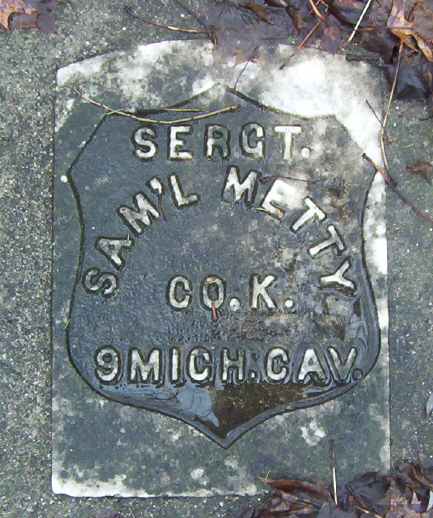 SERGT.
SAM'L METTY
CO. K.
9 MICH. CAV.